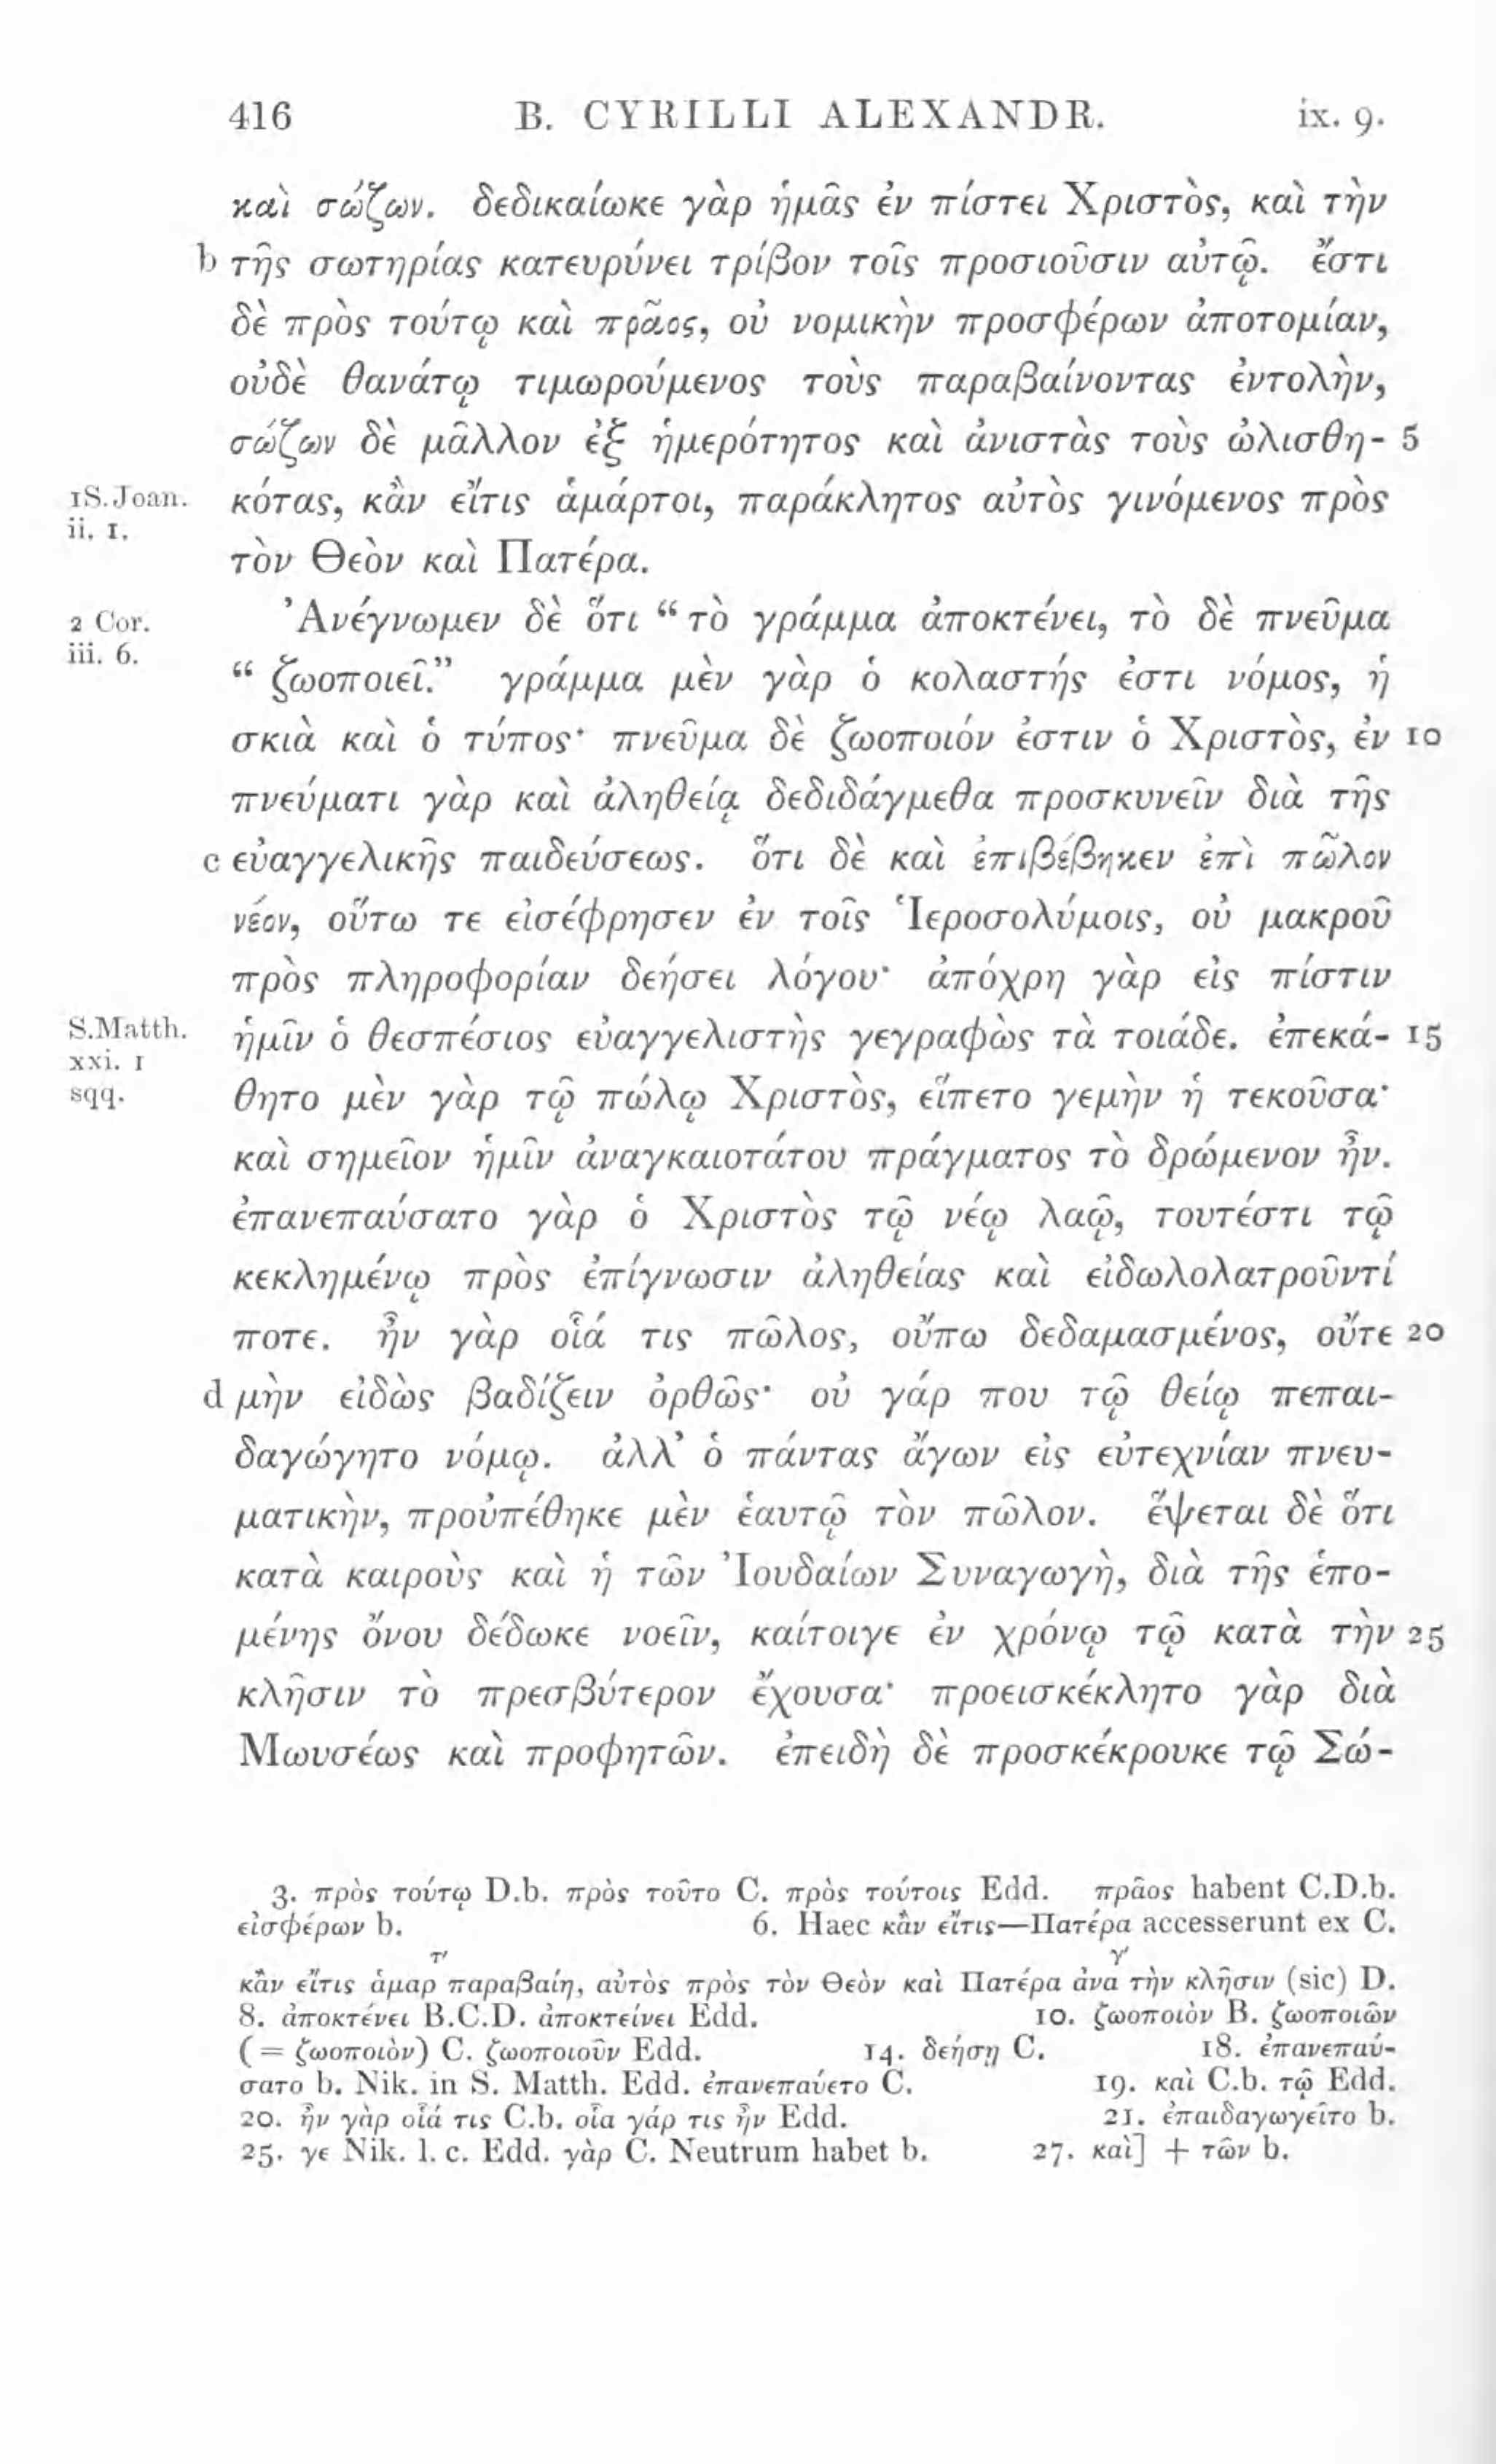 416 B. CYRILLI ALEXANDR. ix. 9.
καὶ σώζων. δεδικαίωκε γὰρ ἡμᾶς ἐν πίστει Χριστὸς, καὶ τὴν
b τῆς σωτηρίας κατευρύνει τρίβον τοῖς προσιοῦσιν αὐτῷ. ἔστι
δὲ πρὸς τούτῳ καὶ πρᾶος, οὐ νομικὴν προσφέρων ἀποτομίαν,
οὐδὲ θανάτῳ τιμωρούμενος τοὺς παραβαίνοντας ἐντολὴν,
σώζων δὲ μᾶλλον ἐξ ἡμερότητος καὶ ἀνιστὰς τοὺς ὠλισθη- 5
1S.Joan. κότας, κἂν εἴτις ἁμάρτοι, παράκλητος αὐτὸς γινόμενος πρὸς
ii. 1.
τὸν Θεὸν καὶ Πατέρα.
2 Cor. Ἀνέγνωμεν δὲ ὅτι “ τὸ γράμμα ἀποκτένει, τὸ δὲ πνεῦμα
iii. 6.
“ ζωοποιεῖ.” γράμμα μὲν γὰρ ὁ κολαστής ἐστι νόμος, ἡ
σκιὰ καὶ ὁ τύπος· πνεῦμα δὲ ζωοποιόν ἐστιν ὁ Χριστὸς, ἐν 10
πνεύματι γὰρ καὶ ἀληθείᾳ δεδιδάγμεθα προσκυνεῖν διὰ τῆς
c εὐαγγελικῆς παιδεύσεως. ὅτι δὲ καὶ ἐπιβέβηκεν ἐπὶ πῶλον
νέον, οὕτω τε εἰσέφρησεν ἐν τοῖς Ἱεροσολύμοις, οὐ μακροῦ
πρὸς πληροφορίαν δεήσει λόγου· ἀπόχρη γὰρ εἰς πίστιν
S.Matth. ἡμῖν ὁ θεσπέσιος εὐαγγελιστὴς γεγραφὼς τὰ τοιάδε. ἐπεκά- 15
xxi. 1
sqq. θητο μὲν γὰρ τῷ πώλῳ Χριστὸς, εἵπετο γεμὴν ἡ τεκοῦσα·
καὶ σημεῖον ἡμῖν ἀναγκαιοτάτου πράγματος τὸ δρώμενον ἦν.
ἐπανεπαύσατο γὰρ ὁ Χριστὸς τῷ νέῳ λαῷ, τουτέστι τῷ
κεκλημένῳ πρὸς ἐπίγνωσιν ἀληθείας καὶ εἰδωλολατροῦντί
ποτε. ἦν γὰρ οἷά τις πῶλος, οὔπω δεδαμασμένος, οὔτε 20
d μὴν εἰδὼς βαδίζειν ὀρθῶς· οὐ γάρ που τῷ θείῳ πεπαι-
δαγώγητο νόμῳ. ἀλλ’ ὁ πάντας ἄγων εἰς εὐτεχνίαν πνευ-
ματικὴν, προὐπέθηκε μὲν ἑαυτῷ τὸν πῶλον. ἕψεται δὲ ὅτι
κατὰ καιροὺς καὶ ἡ τῶν Ἰουδαίων Συναγωγὴ, διὰ τῆς ἑπο-
μένης ὄνου δέδωκε νοεῖν, καίτοιγε ἐν χρόνῳ τῷ κατὰ τὴν 25
κλῆσιν τὸ πρεσβύτερον ἔχουσα· προεισκέκλητο γὰρ διὰ
Μωυσέως καὶ προφητῶν. ἐπειδὴ δὲ προσκέκρουκε τῷ Σώ-
3. πρὸς τούτῳ D.b. πρὸς τοῦτο C. πρὸς τούτοις Edd. πρᾶος habent C.D.b.
εἰσφέρων b. 6. Haec κἂν εἴτις—Πατέρα accesserunt ex C.
τ′ γ′
κἂν εἴτις ἁμαρ παραβαίη, αὐτὸς πρὸς τὸν Θεὸν καὶ Πατέρα ἀνα τὴν κλῆσιν (sic) D.
8. ἀποκτένει B.C.D. ἀποκτείνει Edd. 10. ζωοποιὸν B. ζωοποιῶν
( = ζωοποιὸν) C. ζωοποιοῦν Edd. 14. δεήσῃ C. 18. ἐπανεπαύ-
σατο b. Nik. in S. Matth. Edd. ἐπανεπαύετο C. 19. καὶ C.b. τῷ Edd.
20. ἦν γὰρ οἷά τις C.b. οἷα γάρ τις ἦν Edd. 21. ἐπαιδαγωγεῖτο b.
25. γε Nik. l. c. Edd. γὰρ C. Neutrum habet b. 27. καὶ] + τῶν b.